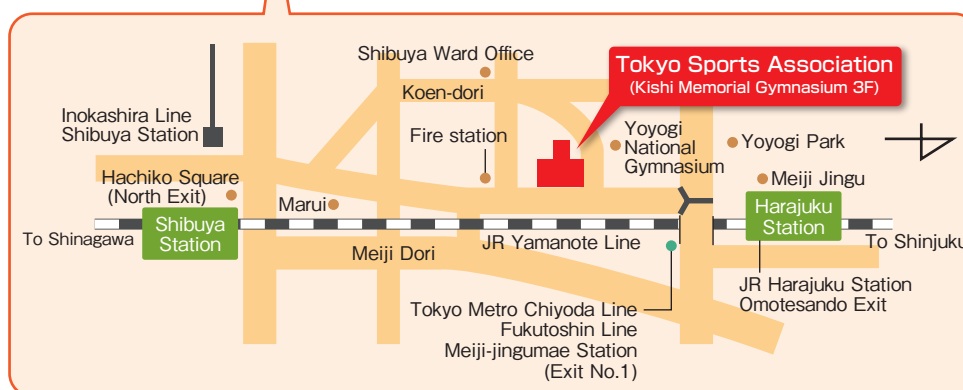 Shibuya Ward Office
Koen-dori
Tokyo Sports Association
(Kishi Memorial Gymnasium 3F)
Inokashira Line
Shibuya Station
Fire station
Yoyogi
National
Gymnasium
Yoyogi Park
Hachiko Square
(North Exit)
Marui
Meiji Jingu
To Shinagawa
Shibuya
Station
JR Yamanote Line
Harajuku
Station
To Shinjuku
Meiji Dori
JR Harajuku Station
Omotesando Exit
Tokyo Metro Chiyoda Line
Fukutoshin Line
Meiji-jingumae Station
(Exit No.1)